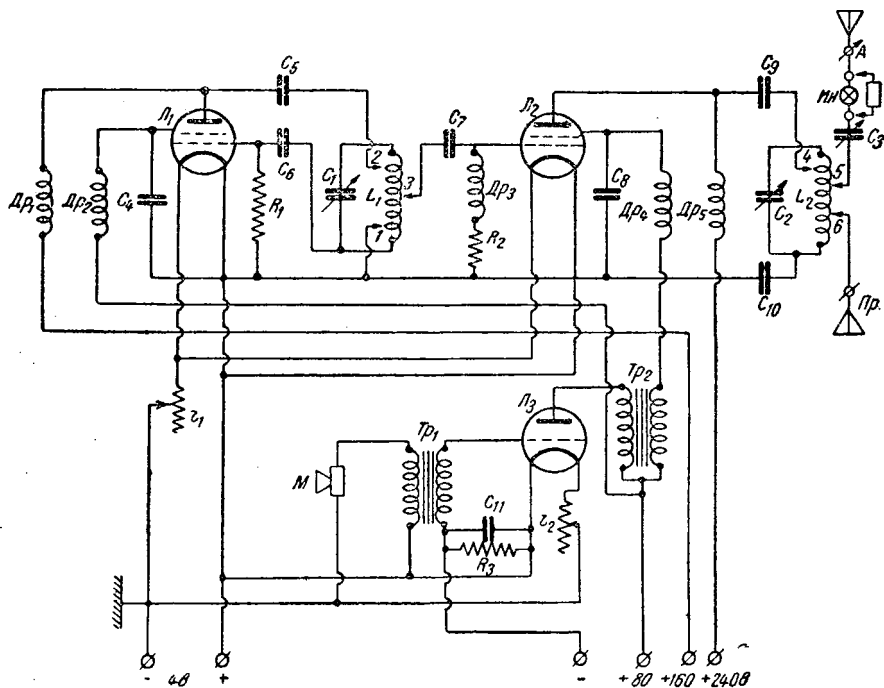 А
C5
C9
Мн
Л1
Л2
C7
C3
C6
2
4
5
C1
3
C8
C2
L2
L1
Др1
Др2
C4
R1
Др3
Др4
Др5
1
6
R2
C10
Пр.
Тр2
Л3
Тр1
r1
М
C11
r2
R3
- 4в + - +80 +160 +240в